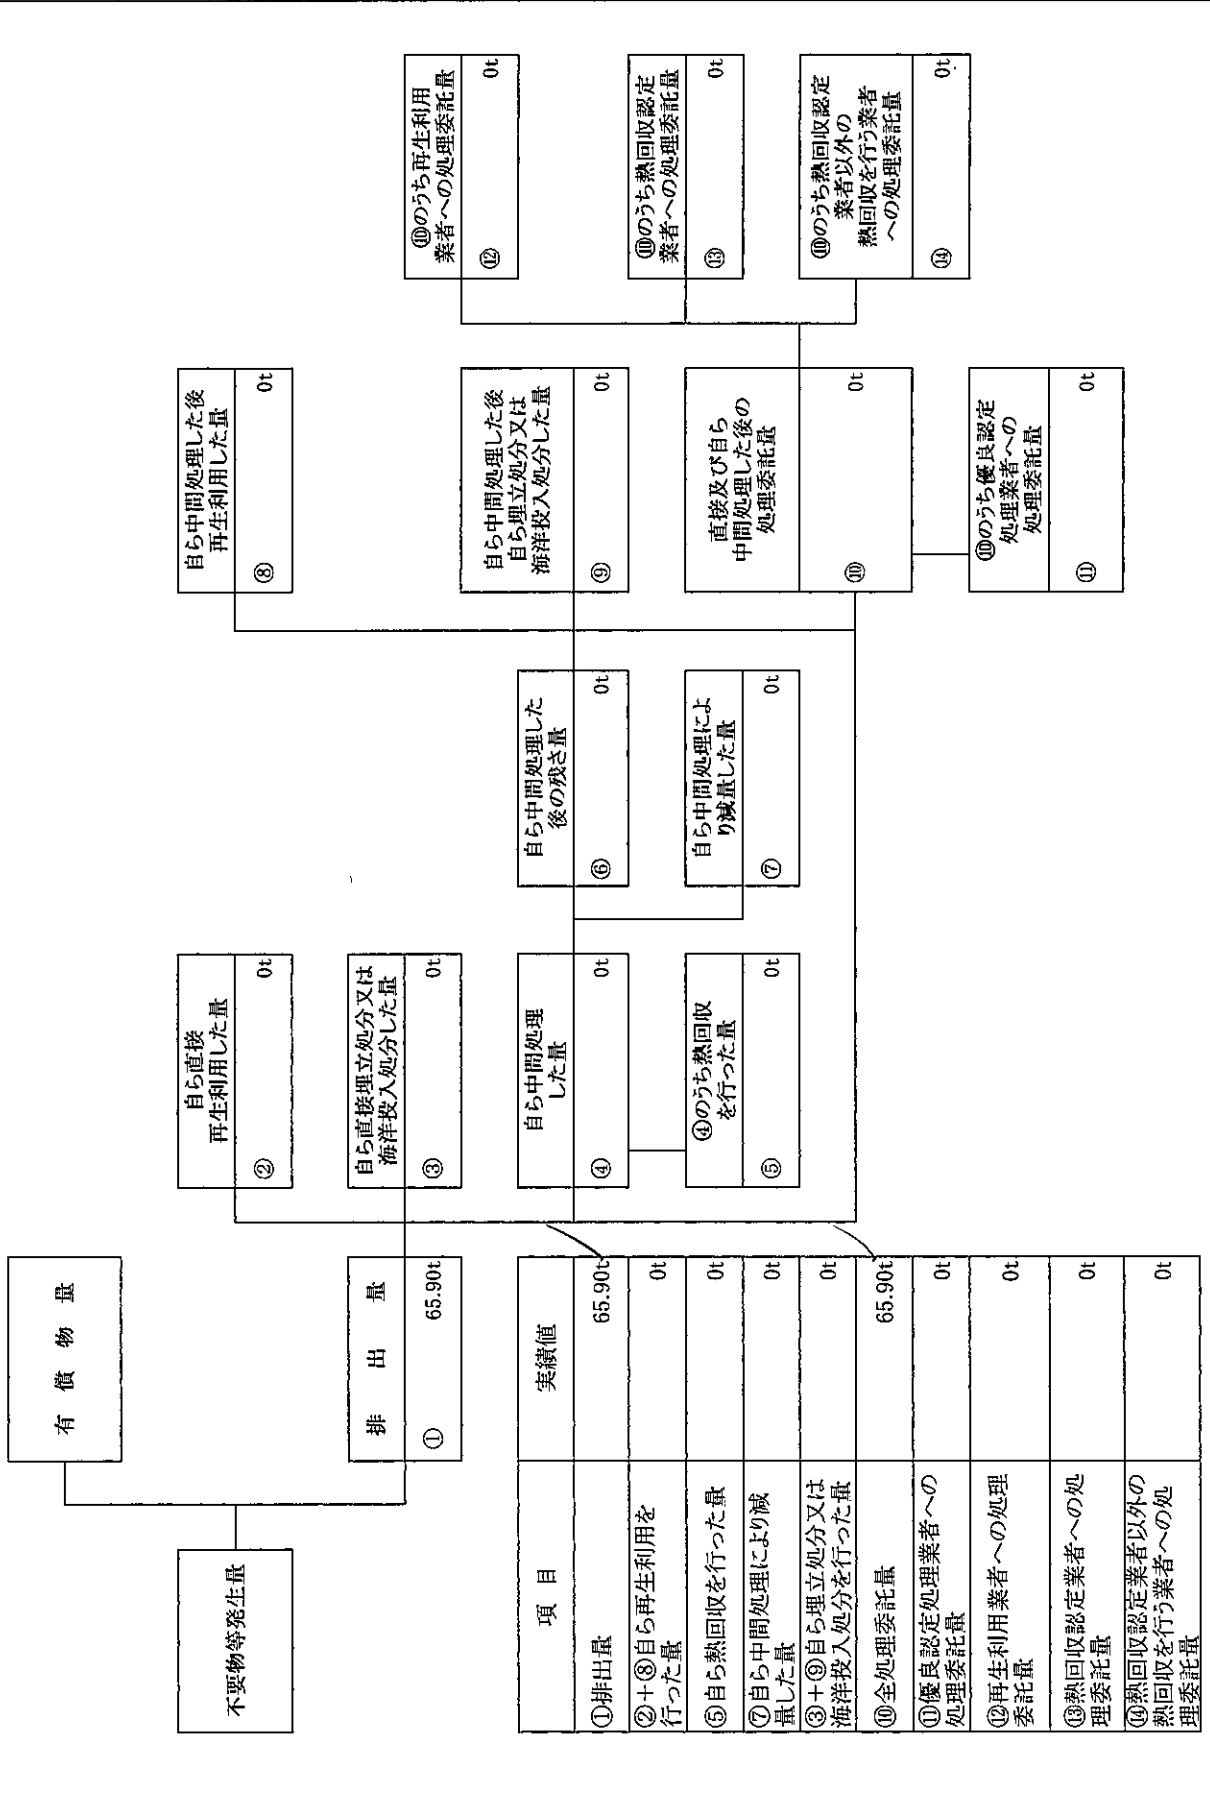 不要物等発生量
有償物量
排出量
① 65.90t
自ら直接
再生利用した量
② 0t
自ら直接埋立処分又は
海洋投入処分した量
③ 0t
自ら中間処理
した量
④ 0t
④のうち熱回収
を行った量
⑤ 0t
自ら中間処理した
後の残さ量
⑥ 0t
自ら中間処理によ
り減量した量
⑦ 0t
自ら中間処理した後
再生利用した量
⑧ 0t
自ら中間処理した後
自ら埋立処分又は
海洋投入処分した量
⑨ 0t
直接及び自ら
中間処理した後の
処理委託量
⑩ 0t
⑩のうち優良認定
処理業者への
処理委託量
⑪ 0t
⑩のうち再生利用
業者への処理委託量
⑫ 0t
⑩のうち熱回収認定
業者への処理委託量
⑬ 0t
⑩のうち熱回収認定
業者以外の
熱回収を行う業者
への処理委託量
⑭ 0t
項目 実績値
①排出量 65.90t
②+⑧自ら再生利用を
行った量 0t
⑤自ら熱回収を行った量 0t
⑦自ら中間処理により減
量した量 0t
③+⑨自ら埋立処分又は
海洋投入処分を行った量 0t
⑩全処理委託量 65.90t
⑪優良認定処理業者への
処理委託量 0t
⑫再生利用業者への処理
委託量 0t
⑬熱回収認定業者への処
理委託量 0t
⑭熱回収認定業者以外の
熱回収を行う業者への処
理委託量 0t